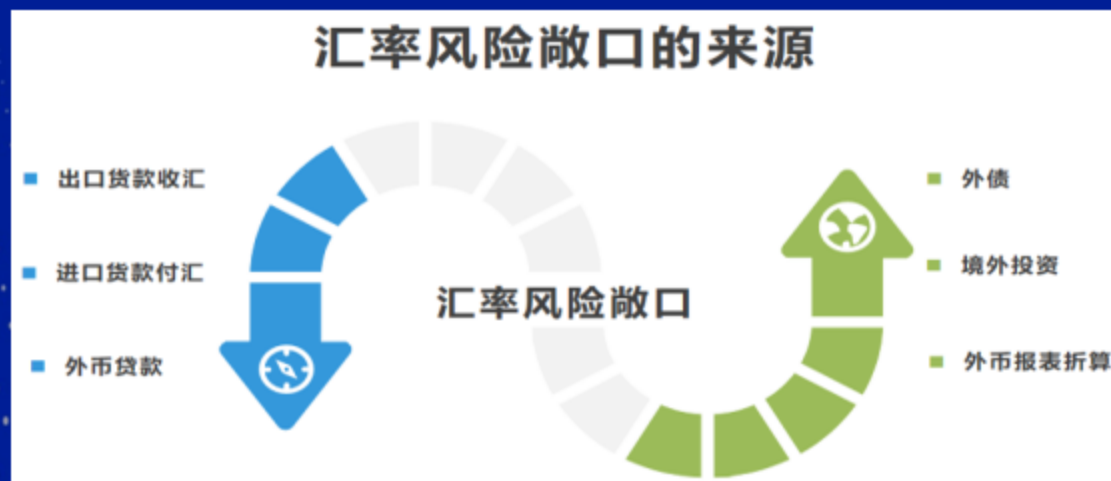 汇率风险敞口的来源
出口货款收汇
进口货款付汇
外币贷款
汇率风险敞口
外债
境外投资
外币报表折算